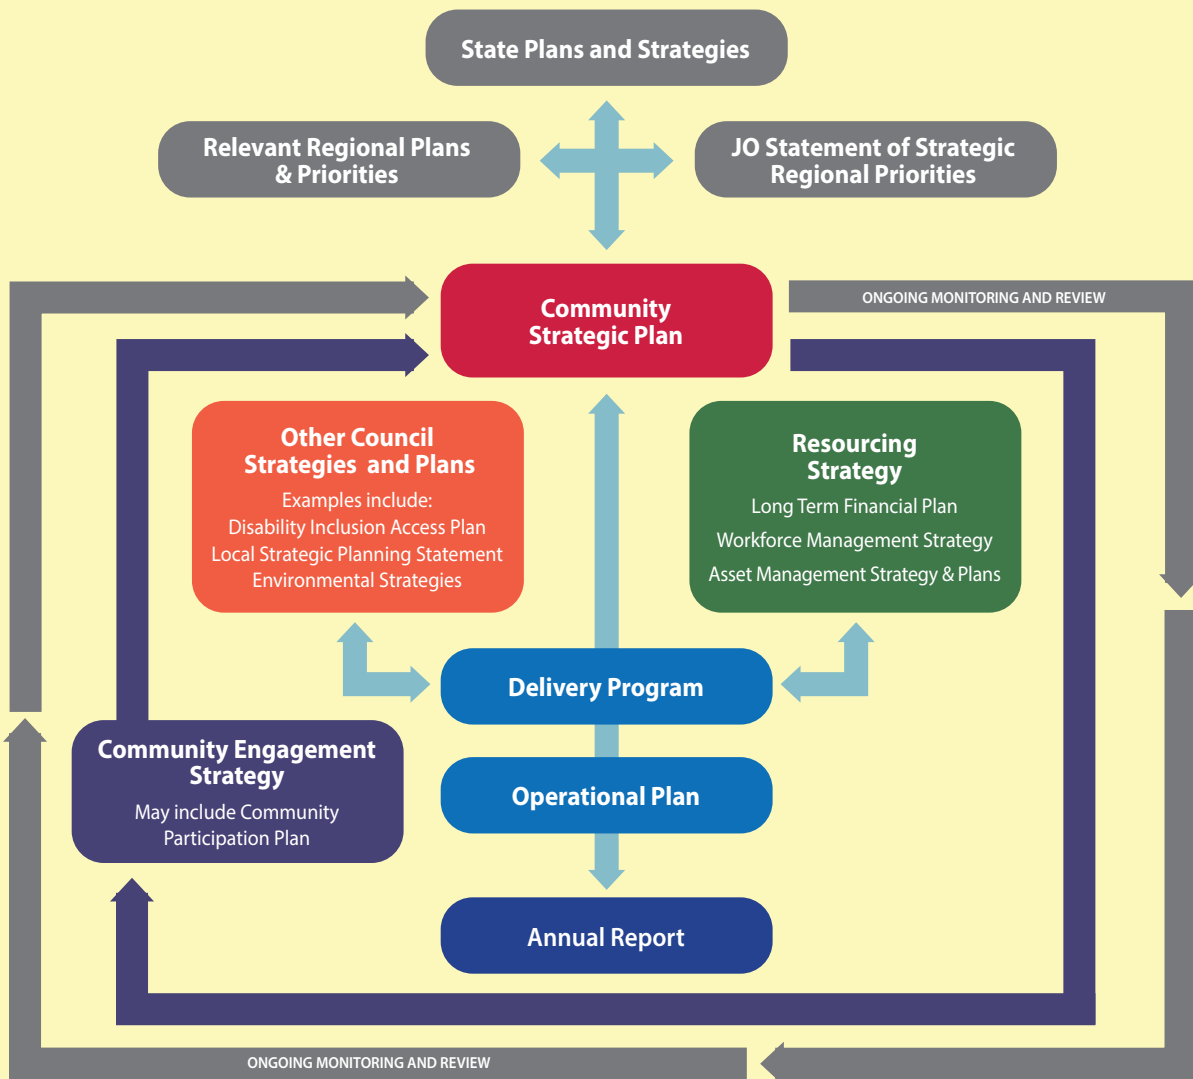 State Plans and Strategies
Relevant Regional Plans
& Priorities
JO Statement of Strategic
Regional Priorities
Community
Strategic Plan
ONGOING MONITORING AND REVIEW
Other Council
Strategies and Plans
Examples include:
Disability Inclusion Access Plan
Local Strategic Planning Statement
Environmental Strategies
Resourcing
Strategy
Long Term Financial Plan
Workforce Management Strategy
Asset Management Strategy & Plans
Delivery Program
Community Engagement
Strategy
May include Community
Participation Plan
Operational Plan
Annual Report
ONGOING MONITORING AND REVIEW